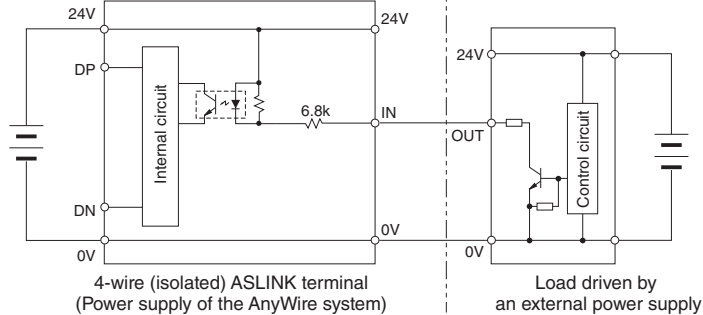 24V
24V
DP
Internal circuit
6.8k
IN
DN
0V
0V
24V
OUT
Control circuit
0V
4-wire (isolated) ASLINK terminal
(Power supply of the AnyWire system)
Load driven by
an external power supply